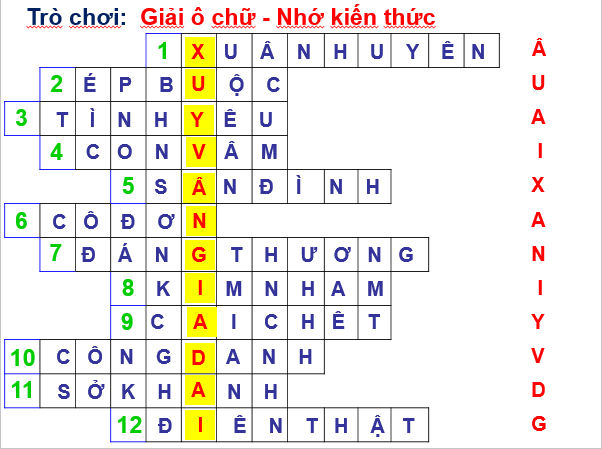 Trò chơi: Giải ô chữ - Nhớ kiến thức
1 X U Â N H U Y Ê N Â
2 É P B U Ộ C U
3 T Ì N H Y Ê U A
4 C O N V Â M I
5 S Â N Đ Ì N H X
6 C Ô Đ Ơ N A
7 Đ Á N G T H Ư Ơ N G N
8 K I M N H A M I
9 C A I C H Ê T Y
10 C Ô N G D A N H V
11 S Ở K H A N H D
12 Đ I Ê N T H Ậ T G